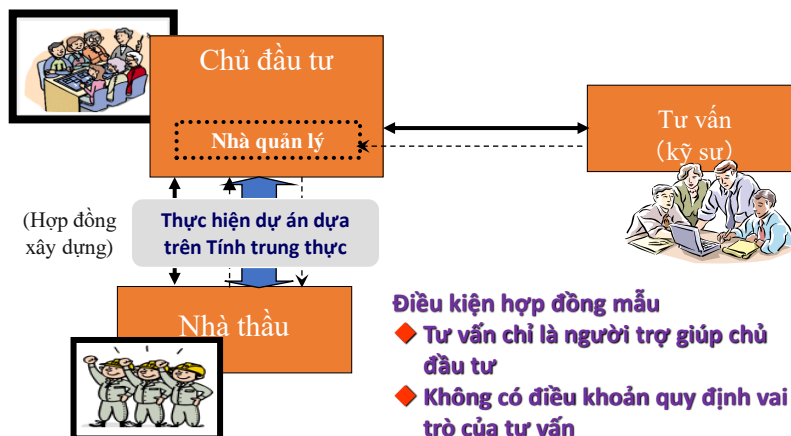 Chủ đầu tư
Nhà quản lý
Tư vấn
(kỹ sư)
(Hợp đồng
xây dựng)
Thực hiện dự án dựa
trên Tính trung thực
Nhà thầu
Điều kiện hợp đồng mẫu
Tư vấn chỉ là người trợ giúp chủ
đầu tư
Không có điều khoản quy định vai
trò của tư vấn